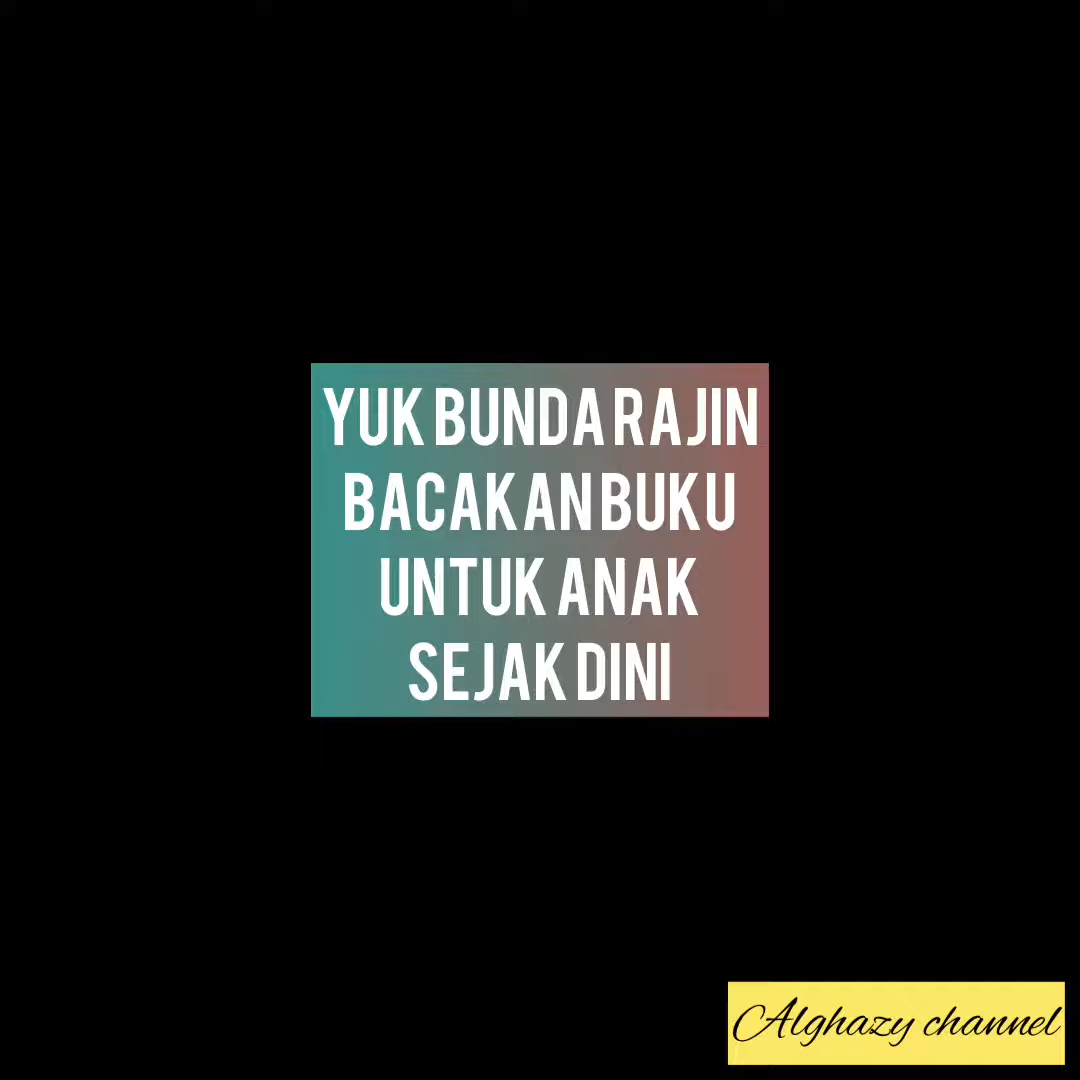 YUK BUNDA RAJIN
BACAKAN BUKU
UNTUK ANAK
SEJAK DINI
Alghazy channel